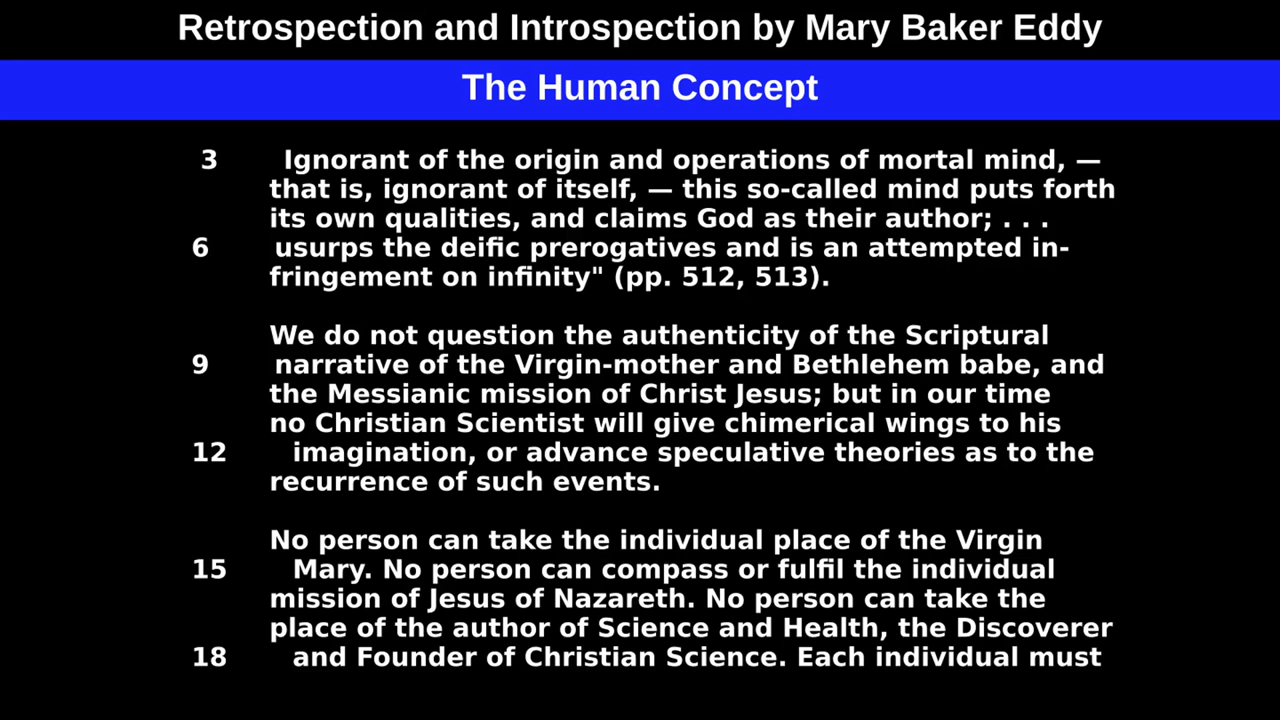 Retrospection and Introspection by Mary Baker Eddy
The Human Concept
3 Ignorant of the origin and operations of mortal mind, —
that is, ignorant of itself, — this so-called mind puts forth
its own qualities, and claims God as their author; . . .
6 usurps the deific prerogatives and is an attempted in-
fringement on infinity" (pp. 512, 513).
We do not question the authenticity of the Scriptural
9 narrative of the Virgin-mother and Bethlehem babe, and
the Messianic mission of Christ Jesus; but in our time
no Christian Scientist will give chimerical wings to his
12 imagination, or advance speculative theories as to the
recurrence of such events.
No person can take the individual place of the Virgin
15 Mary. No person can compass or fulfil the individual
mission of Jesus of Nazareth. No person can take the
place of the author of Science and Health, the Discoverer
18 and Founder of Christian Science. Each individual must